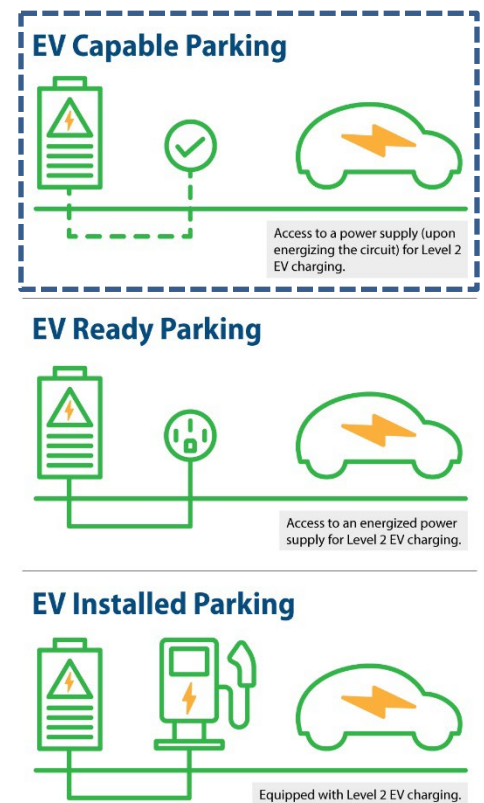 EV Capable Parking
Access to a power supply (upon
energizing the circuit) for Level 2
EV charging.
EV Ready Parking
Access to an energized power
supply for Level 2 EV charging.
EV Installed Parking
Equipped with Level 2 EV charging.